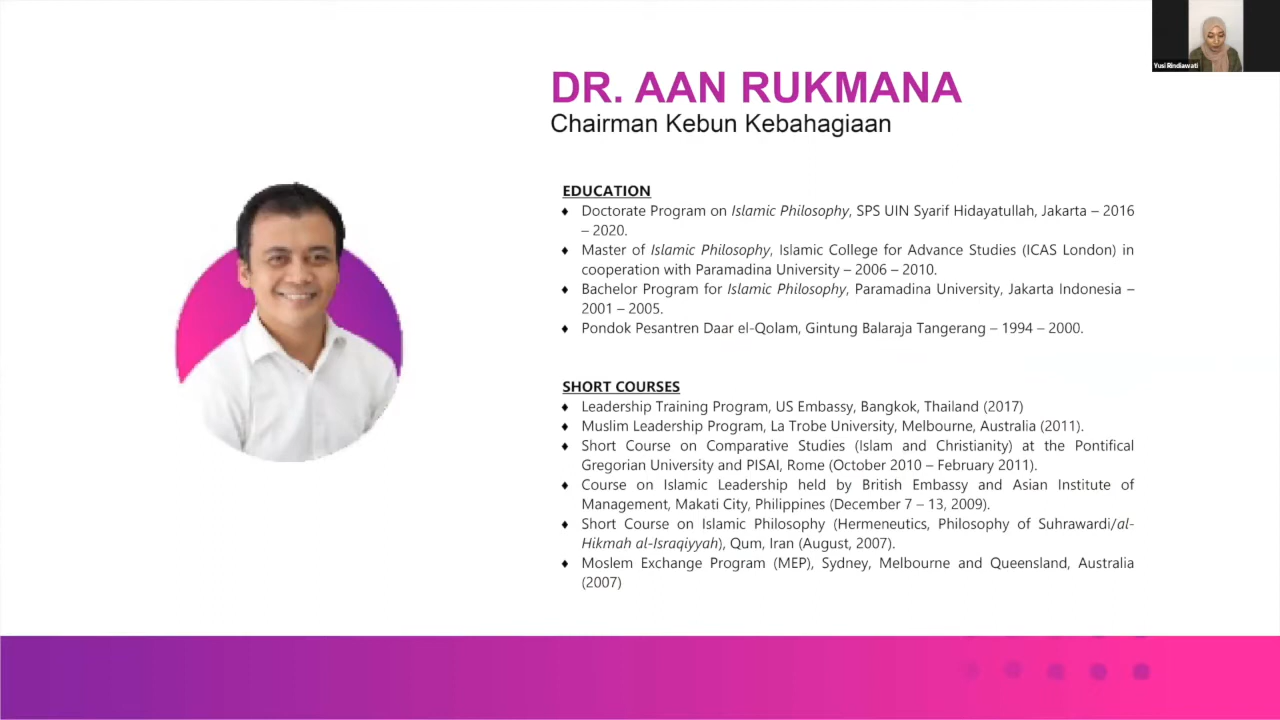 Yusi Rindiawati
DR. AAN RUKMANA
Chairman Kebun Kebahagiaan
EDUCATION
♦ Doctorate Program on Islamic Philosophy, SPS UIN Syarif Hidayatullah, Jakarta – 2016
– 2020.
♦ Master of Islamic Philosophy, Islamic College for Advance Studies (ICAS London) in
cooperation with Paramadina University – 2006 – 2010.
♦ Bachelor Program for Islamic Philosophy, Paramadina University, Jakarta Indonesia –
2001 – 2005.
♦ Pondok Pesantren Daar el-Qolam, Gintung Balaraja Tangerang – 1994 – 2000.
SHORT COURSES
♦ Leadership Training Program, US Embassy, Bangkok, Thailand (2017)
♦ Muslim Leadership Program, La Trobe University, Melbourne, Australia (2011).
♦ Short Course on Comparative Studies (Islam and Christianity) at the Pontifical
Gregorian University and PISAI, Rome (October 2010 – February 2011).
♦ Course on Islamic Leadership held by British Embassy and Asian Institute of
Management, Makati City, Philippines (December 7 – 13, 2009).
♦ Short Course on Islamic Philosophy (Hermeneutics, Philosophy of Suhrawardi/al-
Hikmah al-Israqiyyah), Qum, Iran (August, 2007).
♦ Moslem Exchange Program (MEP), Sydney, Melbourne and Queensland, Australia
(2007)